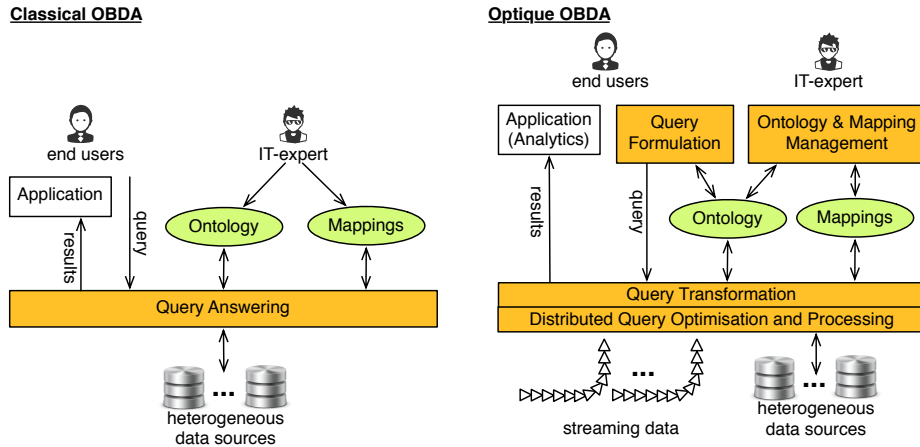 Classical OBDA
end users
IT-expert
Application
query
results
Ontology
Mappings
Query Answering
...
heterogeneous
data sources
Optique OBDA
end users
IT-expert
Application
(Analytics)
Query
Formulation
Ontology & Mapping
Management
results
query
Ontology
Mappings
Query Transformation
Distributed Query Optimisation and Processing
...
...
streaming data
heterogeneous
data sources